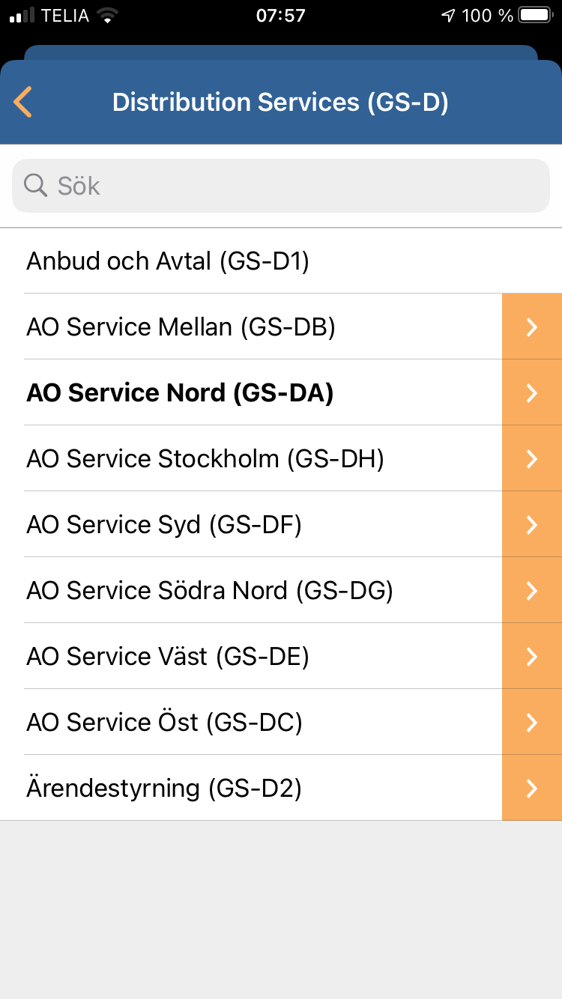 TELIA 07:57 100 %
Distribution Services (GS-D)
Sök
Anbud och Avtal (GS-D1)
AO Service Mellan (GS-DB)
AO Service Nord (GS-DA)
AO Service Stockholm (GS-DH)
AO Service Syd (GS-DF)
AO Service Södra Nord (GS-DG)
AO Service Väst (GS-DE)
AO Service Öst (GS-DC)
Ärendestyrning (GS-D2)